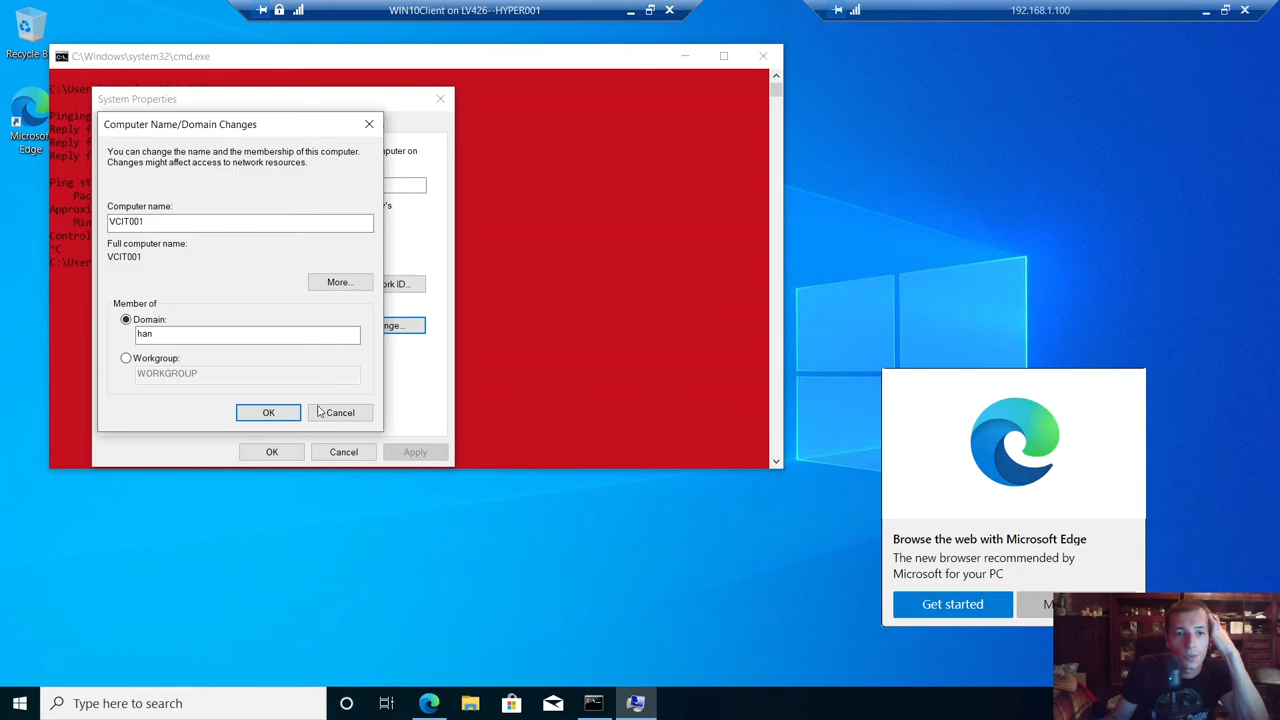 WIN10Client on LV426--HYPER001
192.168.1.100
Recycle B
C:\Windows\system32\cmd.exe
C:\User
System Properties
Microsof
Edge
Pinging
Reply f
Reply f
Reply f
Ping st
Pac
Approxi
Min
Control
^C
C:\User
Computer Name/Domain Changes
puter on
y's
rk ID...
nge...
You can change the name and the membership of this computer.
Changes might affect access to network resources.
Computer name:
VCIT001
Full computer name:
VCIT001
More...
Member of
Domain:
han
Workgroup:
WORKGROUP
OK
Cancel
OK
Cancel
Apply
Browse the web with Microsoft Edge
The new browser recommended by
Microsoft for your PC
Get started
Type here to search